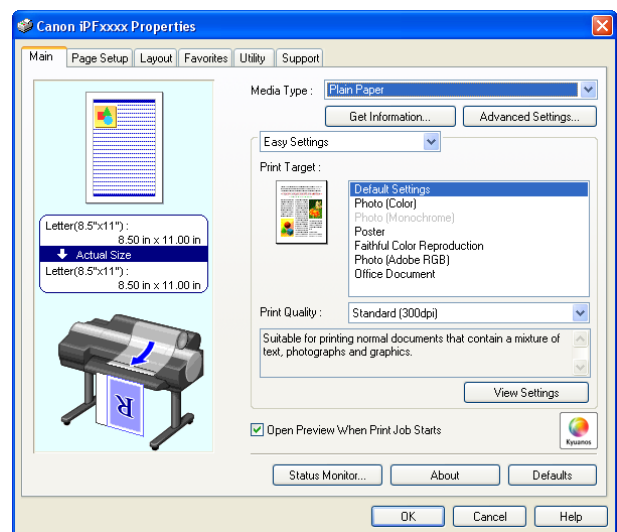 Canon iPFxxxx Properties
Main
Page Setup
Layout
Favorites
Utility
Support
Media Type :
Plain Paper
Get Information...
Advanced Settings...
Easy Settings
Print Target :
Default Settings
Photo (Color)
Photo (Monochrome)
Poster
Faithful Color Reproduction
Photo (Adobe RGB)
Office Document
Letter(8.5"x11") :
8.50 in x 11.00 in
Actual Size
Letter(8.5"x11") :
8.50 in x 11.00 in
R
Print Quality :
Standard (300dpi)
Suitable for printing normal documents that contain a mixture of
text, photographs and graphics.
View Settings
Open Preview When Print Job Starts
Kyuanos
Status Monitor...
About
Defaults
OK
Cancel
Help